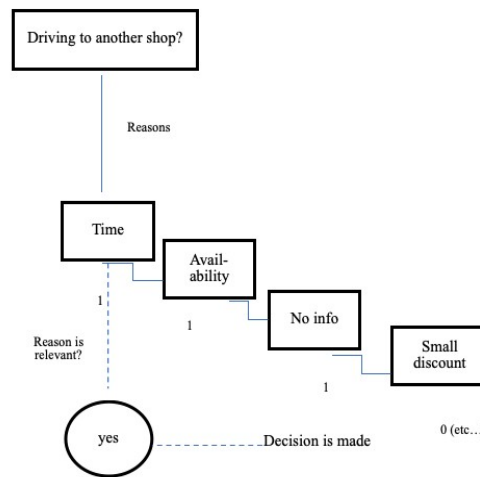 Driving to another shop?
Reasons
Time
Avail-
ability
No info
Small
discount
1
1
1
Reason is
relevant?
0 (etc…
yes
Decision is made